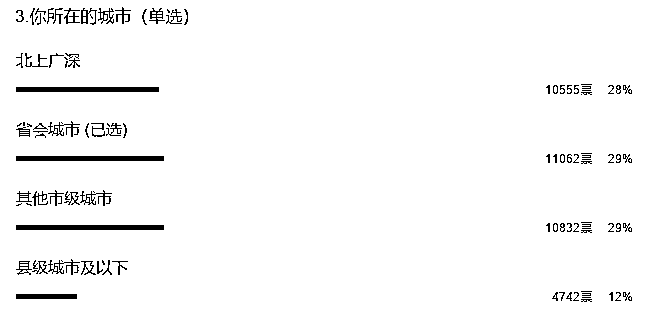 3.你所在的城市（单选）
北上广深
10555票 28%
省会城市 (已选)
11062票 29%
其他市级城市
10832票 29%
县级城市及以下
4742票 12%